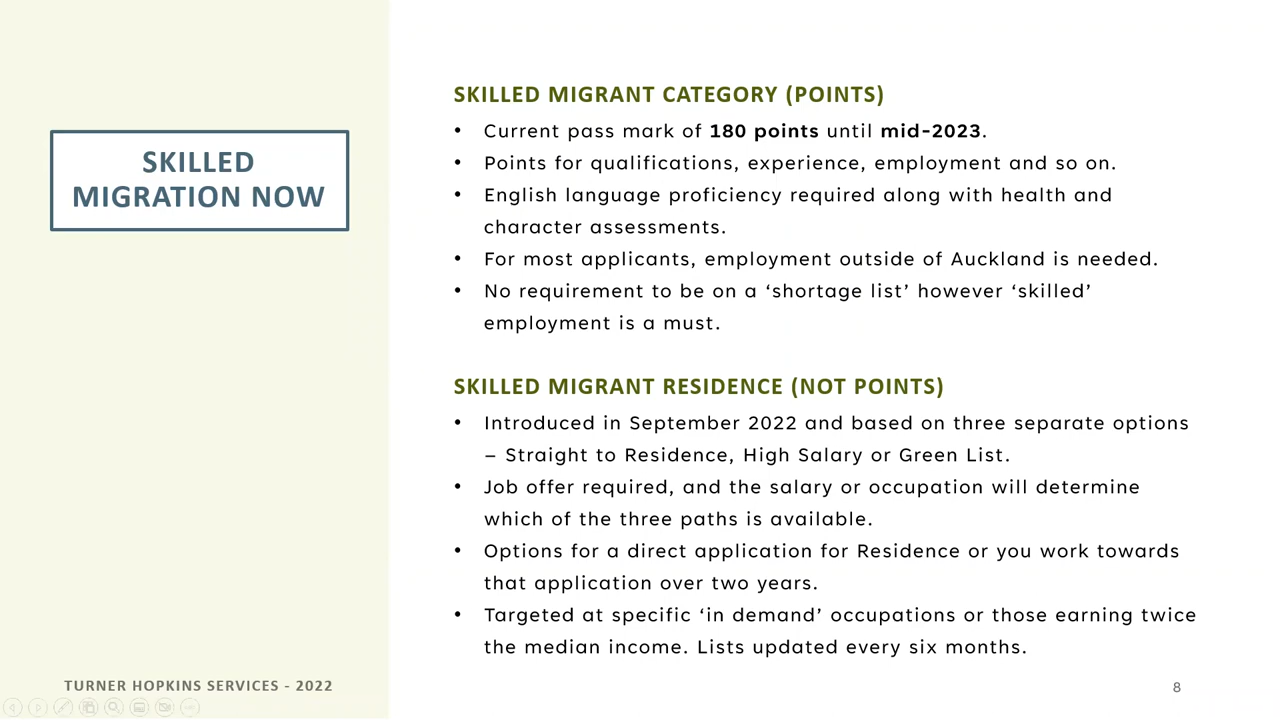 SKILLED
MIGRATION NOW
SKILLED MIGRANT CATEGORY (POINTS)
• Current pass mark of 180 points until mid-2023.
• Points for qualifications, experience, employment and so on.
• English language proficiency required along with health and
character assessments.
• For most applicants, employment outside of Auckland is needed.
• No requirement to be on a ‘shortage list’ however ‘skilled’
employment is a must.
SKILLED MIGRANT RESIDENCE (NOT POINTS)
• Introduced in September 2022 and based on three separate options
– Straight to Residence, High Salary or Green List.
• Job offer required, and the salary or occupation will determine
which of the three paths is available.
• Options for a direct application for Residence or you work towards
that application over two years.
• Targeted at specific ‘in demand’ occupations or those earning twice
the median income. Lists updated every six months.
TURNER HOPKINS SERVICES - 2022
8